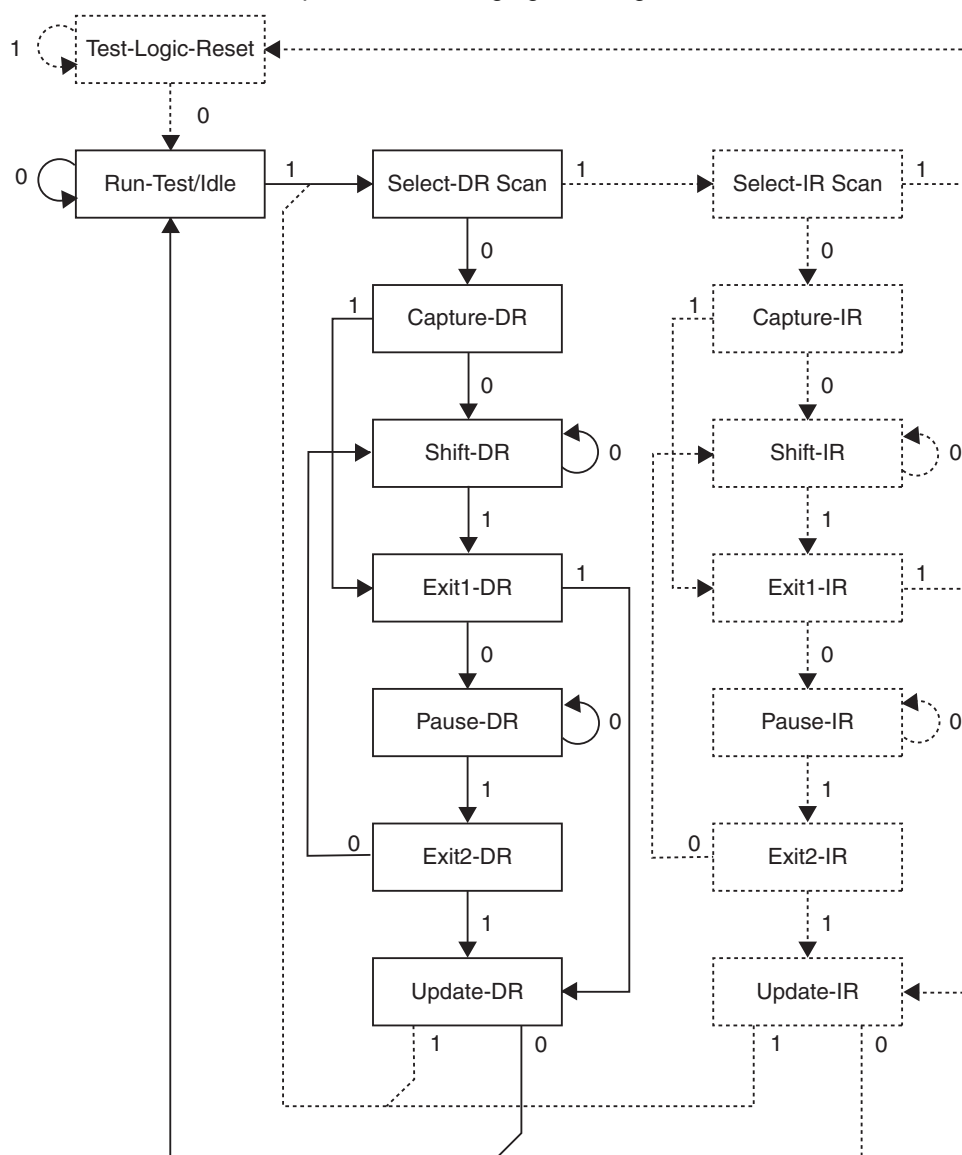 1
Test-Logic-Reset
0
0
Run-Test/Idle
1
Select-DR Scan
1
Select-IR Scan
1
0
0
1
Capture-DR
1
Capture-IR
0
0
Shift-DR
0
Shift-IR
0
1
1
Exit1-DR
1
Exit1-IR
1
0
0
Pause-DR
0
Pause-IR
0
1
1
0
Exit2-DR
0
Exit2-IR
1
1
Update-DR
Update-IR
1
0
1
0